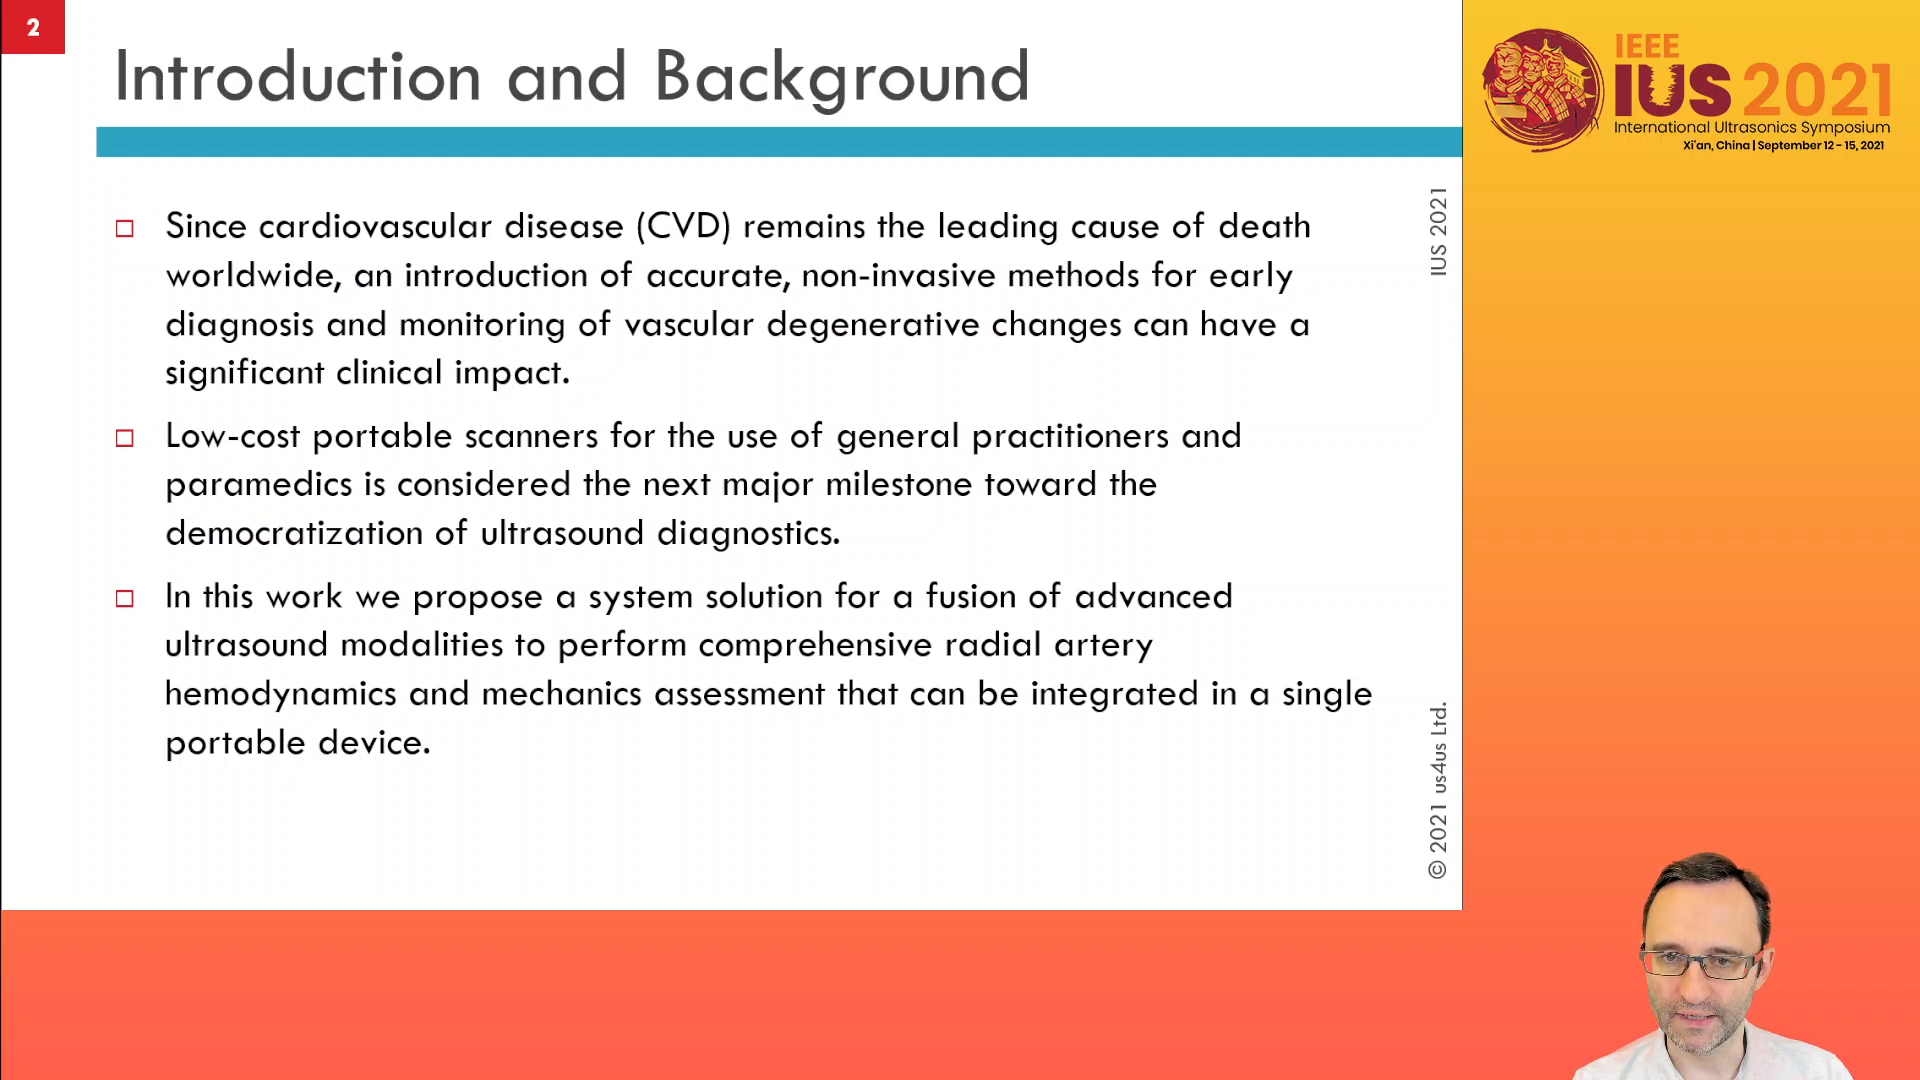 2
Introduction and Background
Since cardiovascular disease (CVD) remains the leading cause of death
worldwide, an introduction of accurate, non-invasive methods for early
diagnosis and monitoring of vascular degenerative changes can have a
significant clinical impact.
Low-cost portable scanners for the use of general practitioners and
paramedics is considered the next major milestone toward the
democratization of ultrasound diagnostics.
In this work we propose a system solution for a fusion of advanced
ultrasound modalities to perform comprehensive radial artery
hemodynamics and mechanics assessment that can be integrated in a single
portable device.
IUS 2021
© 2021 us4us Ltd.
IEEE
IUS 2021
International Ultrasonics Symposium
Xi'an, China | September 12 - 15, 2021